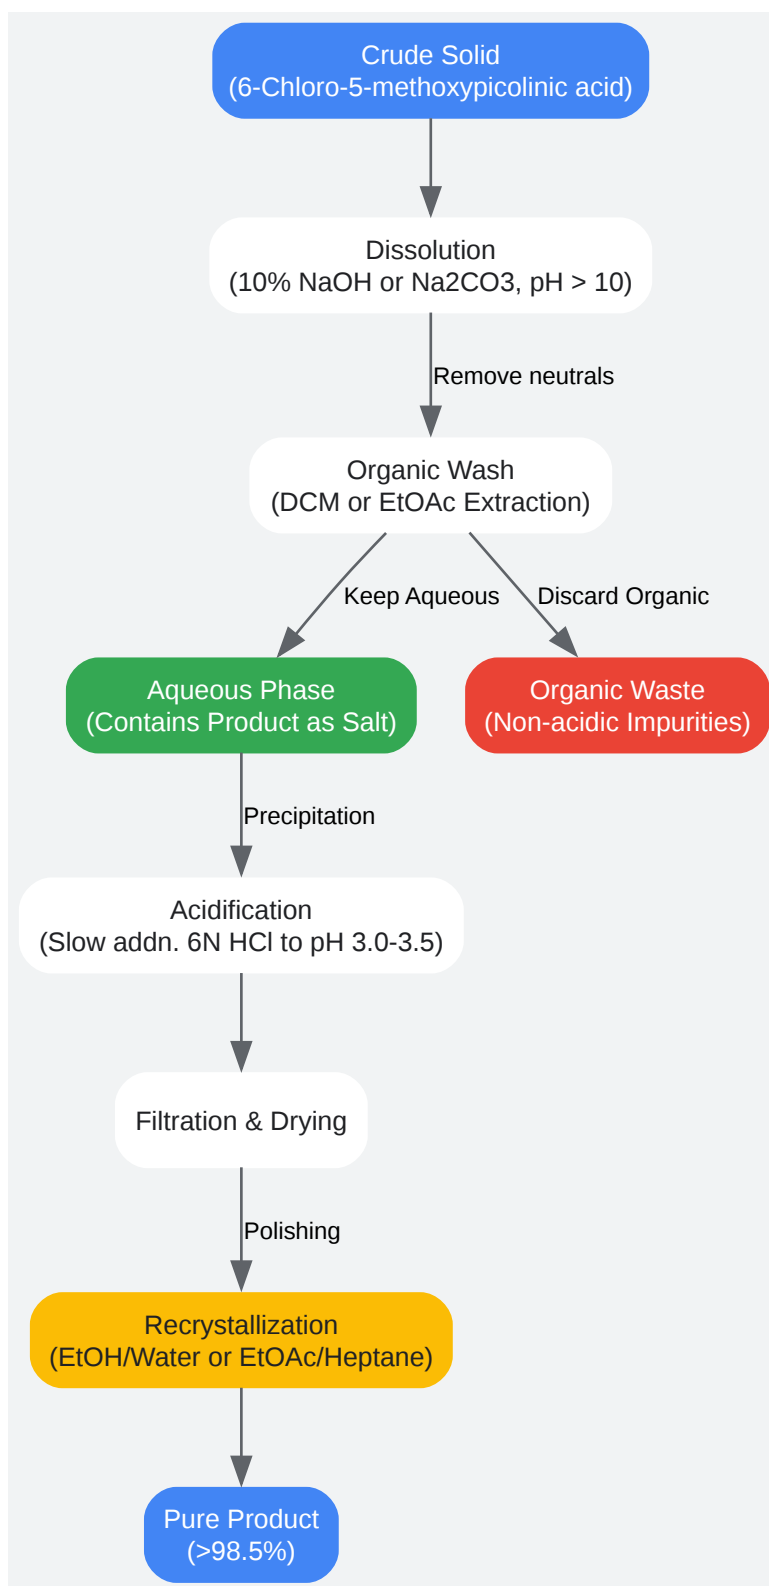 Crude Solid
(6-Chloro-5-methoxypicolinic acid)
Dissolution
(10% NaOH or Na2CO3, pH > 10)
Remove neutrals
Organic Wash
(DCM or EtOAc Extraction)
Keep Aqueous
Discard Organic
Aqueous Phase
(Contains Product as Salt)
Organic Waste
(Non-acidic Impurities)
Precipitation
Acidification
(Slow addn. 6N HCl to pH 3.0-3.5)
Filtration & Drying
Polishing
Recrystallization
(EtOH/Water or EtOAc/Heptane)
Pure Product
(>98.5%)